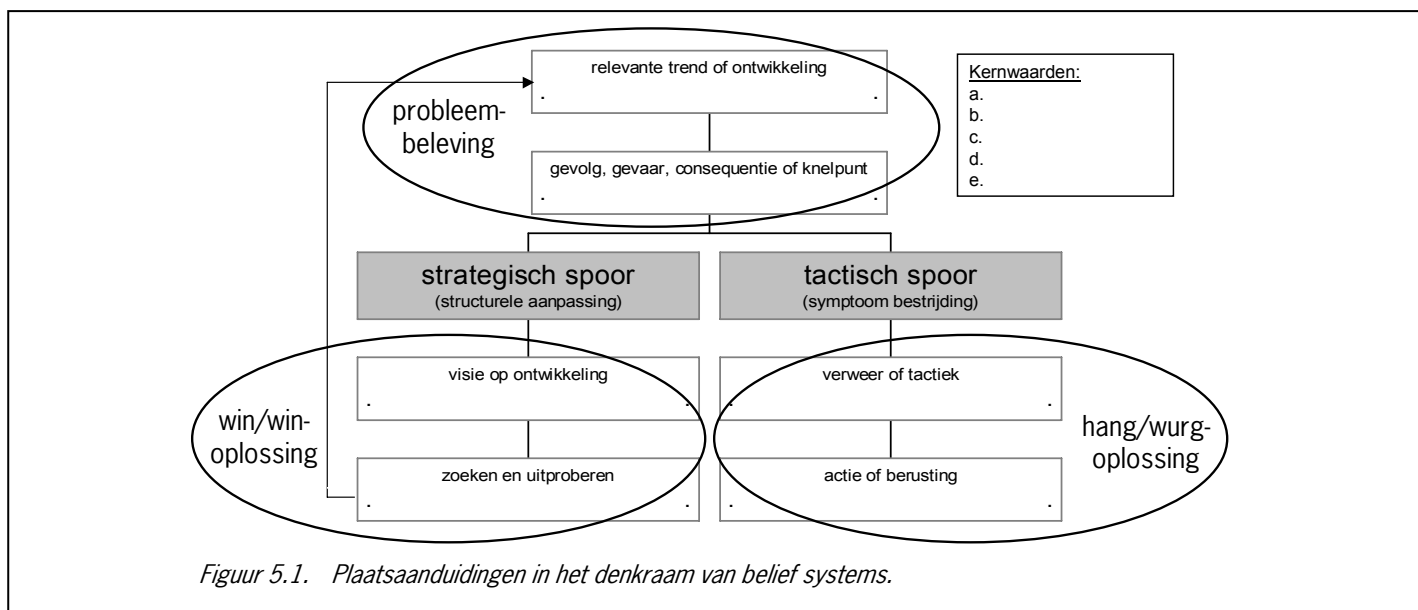 relevante trend of ontwikkeling
. .
probleem-
beleving
gevolg, gevaar, consequentie of knelpunt
. .
Kernwaarden:
a.
b.
c.
d.
e.
strategisch spoor
(structurele aanpassing)
tactisch spoor
(symptoom bestrijding)
visie op ontwikkeling
. .
win/win-
oplossing
zoeken en uitproberen
. .
verweer of tactiek
. .
hang/wurg-
oplossing
actie of berusting
. .
Figuur 5.1. Plaatsaanduidingen in het denkraam van belief systems.